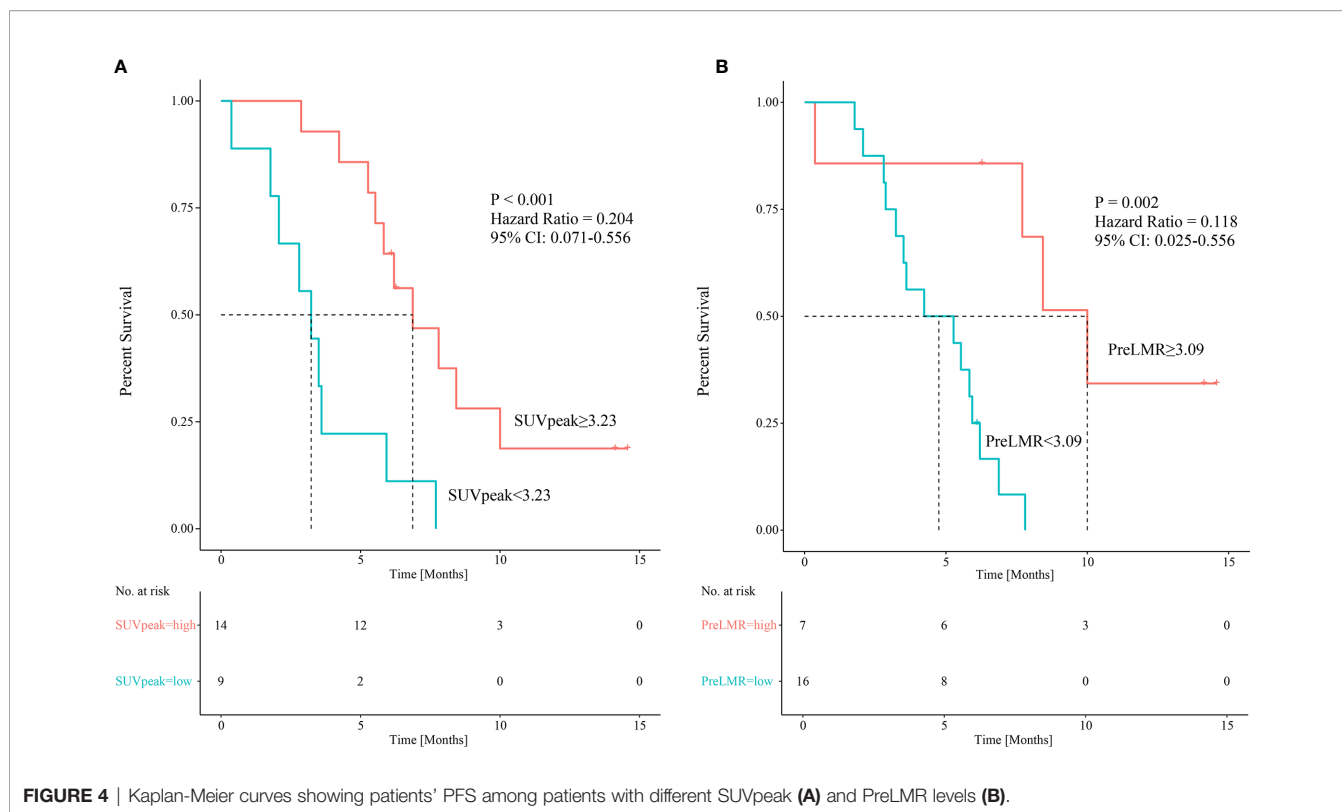 A
1.00
0.75
0.50
0.25
0.00
Percent Survival
P < 0.001
Hazard Ratio = 0.204
95% CI: 0.071-0.556
SUVpeak≥3.23
SUVpeak<3.23
0 5 10 15
Time [Months]
No. at risk
SUVpeak=high 14 12 3 0
SUVpeak=low 9 2 0 0
0 5 10 15
Time [Months]
B
1.00
0.75
0.50
0.25
0.00
Percent Survival
P = 0.002
Hazard Ratio = 0.118
95% CI: 0.025-0.556
PreLMR≥3.09
PreLMR<3.09
0 5 10 15
Time [Months]
No. at risk
PreLMR=high 7 6 3 0
PreLMR=low 16 8 0 0
0 5 10 15
Time [Months]
FIGURE 4 | Kaplan-Meier curves showing patients' PFS among patients with different SUVpeak (A) and PreLMR levels (B).